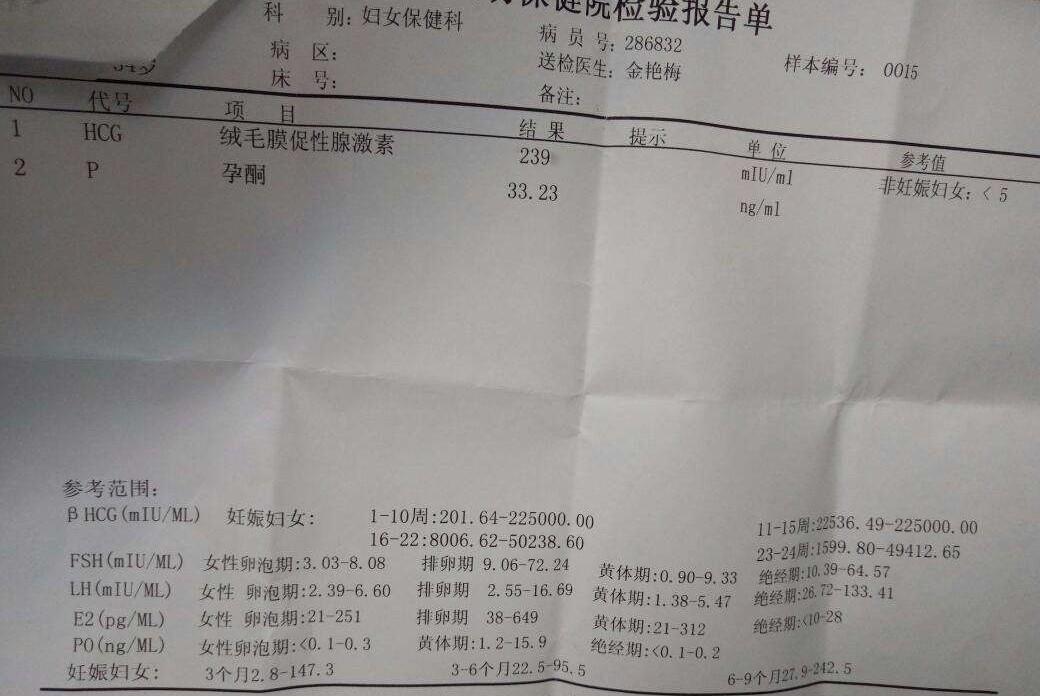 保健院检验报告单
科 别：妇女保健科
病员号：286832
样本编号： 0015
病 区：
送检医生：金艳梅
床 号：
备注：
NO 代号 项 目 结 果 提示 单 位 参考值
1 HCG 绒毛膜促性腺激素 239 mIU/ml 非妊娠妇女：< 5
2 P 孕酮 33.23 ng/ml
参考范围：
βHCG(mIU/ML) 妊娠妇女： 1-10周:201.64-225000.00 11-15周:22536.49-225000.00
16-22:8006.62-50238.60 23-24周:1599.80-49412.65
FSH(mIU/ML) 女性卵泡期:3.03-8.08 排卵期 9.06-72.24 黄体期:0.90-9.33 绝经期:10.39-64.57
LH(mIU/ML) 女性 卵泡期:2.39-6.60 排卵期 2.55-16.69 黄体期:1.38-5.47 绝经期:26.72-133.41
E2(pg/ML) 女性 卵泡期:21-251 排卵期 38-649 黄体期:21-312 绝经期:<10-28
PO(ng/ML) 女性卵泡期:<0.1-0.3 黄体期:1.2-15.9 绝经期:<0.1-0.2
妊娠妇女: 3个月2.8-147.3 3-6个月22.5-95.5 6-9个月27.9-242.5